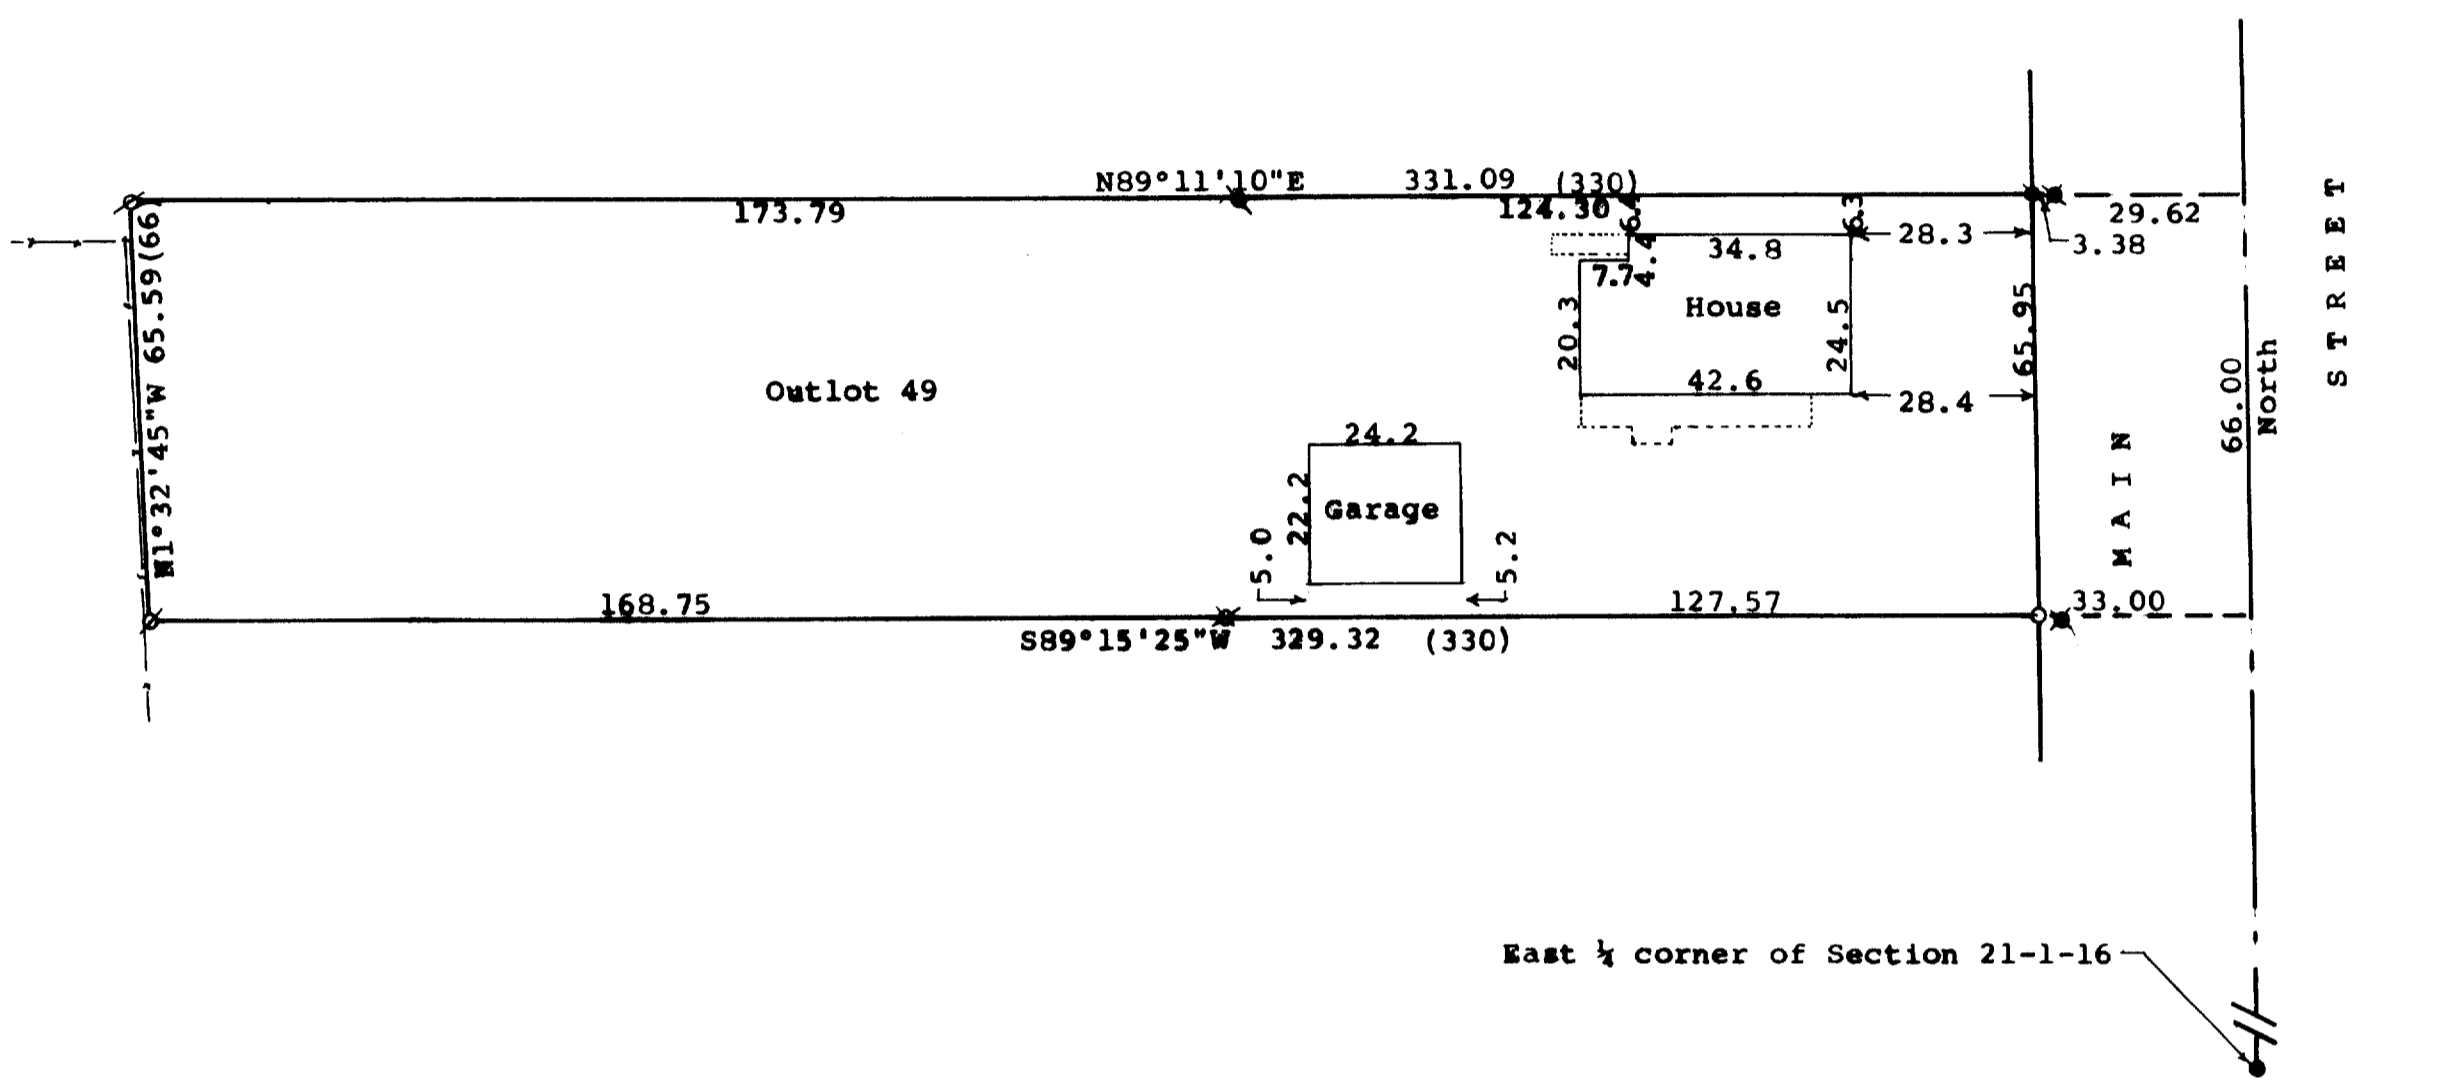 N89°11'10"E 331.09 (330)
173.79
124.30
6.4
6.3
29.62
3.38
28.3
34.8
4.4
7.7
House
20.3
24.5
65.95
42.6
28.4
N1°32'45"W 65.59(66)
Outlot 49
24.2
22.2
Garage
5.0
5.2
168.75
127.57
33.00
S89°15'25"W 329.32 (330)
MAIN
STREET
66.00
North
East ¼ corner of Section 21-1-16